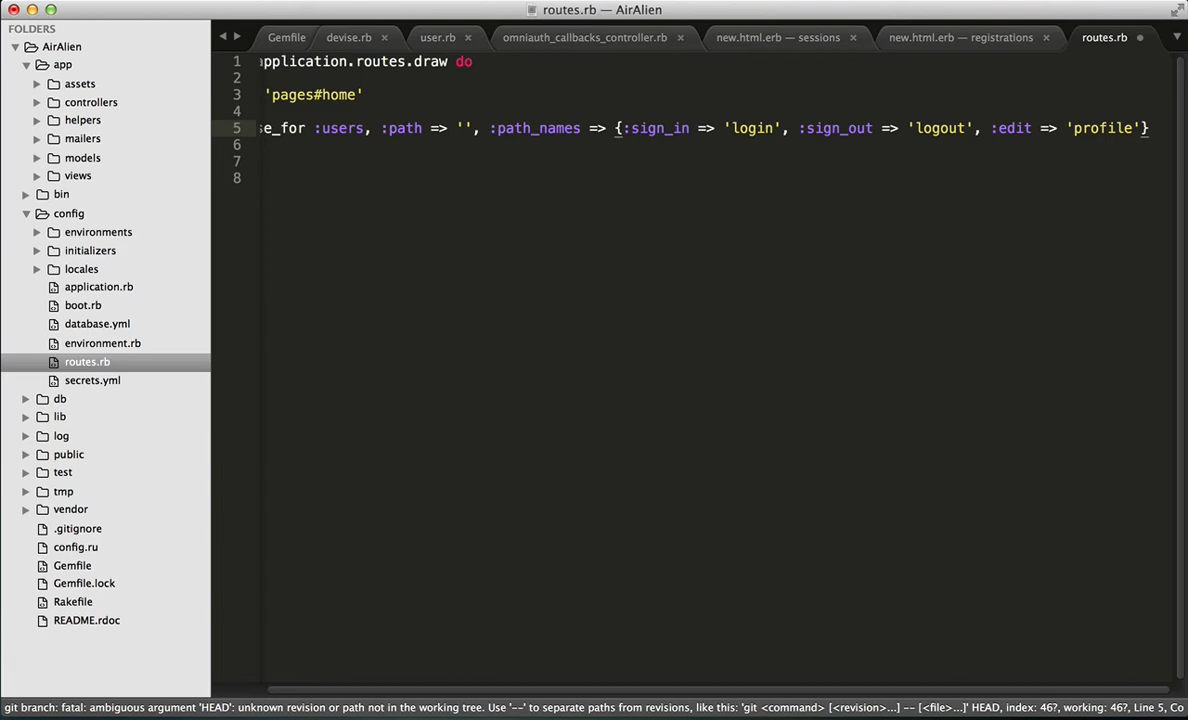 routes.rb — AirAlien
FOLDERS
AirAlien
app
assets
controllers
helpers
mailers
models
views
bin
config
environments
initializers
locales
application.rb
boot.rb
database.yml
environment.rb
routes.rb
secrets.yml
db
lib
log
public
test
tmp
vendor
.gitignore
config.ru
Gemfile
Gemfile.lock
Rakefile
README.rdoc
Gemfile devise.rb user.rb omniauth_callbacks_controller.rb new.html.erb — sessions new.html.erb — registrations routes.rb
1 application.routes.draw do
2
3 'pages#home'
4
5 se_for :users, :path => '', :path_names => {:sign_in => 'login', :sign_out => 'logout', :edit => 'profile'}
6
7
8
git branch: fatal: ambiguous argument 'HEAD': unknown revision or path not in the working tree. Use '--' to separate paths from revisions, like this: 'git <command> [<revision>...] -- [<file>...]' HEAD, index: 46?, working: 46?, Line 5, Co